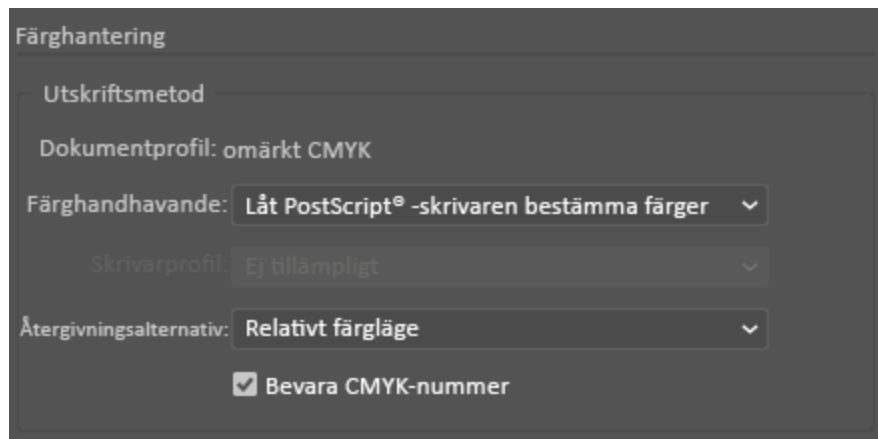 Färghantering
Utskriftsmetod
Dokumentprofil: omärkt CMYK
Färghandhavande: Låt PostScript® -skrivaren bestämma färger
Skrivarprofil: Ej tillämpligt
Återgivningsalternativ: Relativt färgläge
Bevara CMYK-nummer